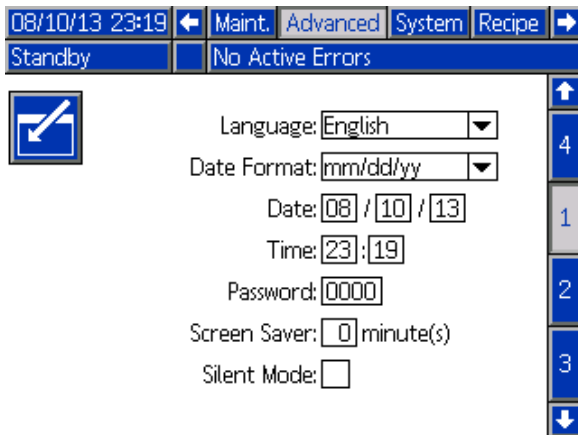 08/10/13 23:19 Maint. Advanced System Recipe
Standby No Active Errors
Language: English
4
Date Format: mm/dd/yy
Date: 08 / 10 / 13
1
Time: 23 : 19
Password: 0000
2
Screen Saver: 0 minute(s)
3
Silent Mode: